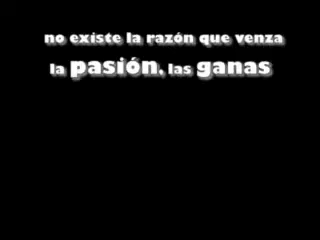 no existe la razón que venza
la pasión, las ganas